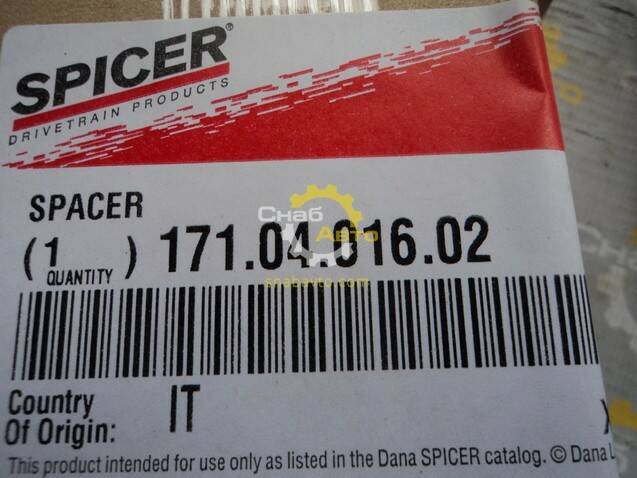 SPICER®
DRIVETRAIN PRODUCTS
SPACER
(1) 171.04.016.02
QUANTITY
Снаб
Авто
snabavto.com
Country
Of Origin: IT
This product intended for use only as listed in the Dana SPICER catalog. © Dana